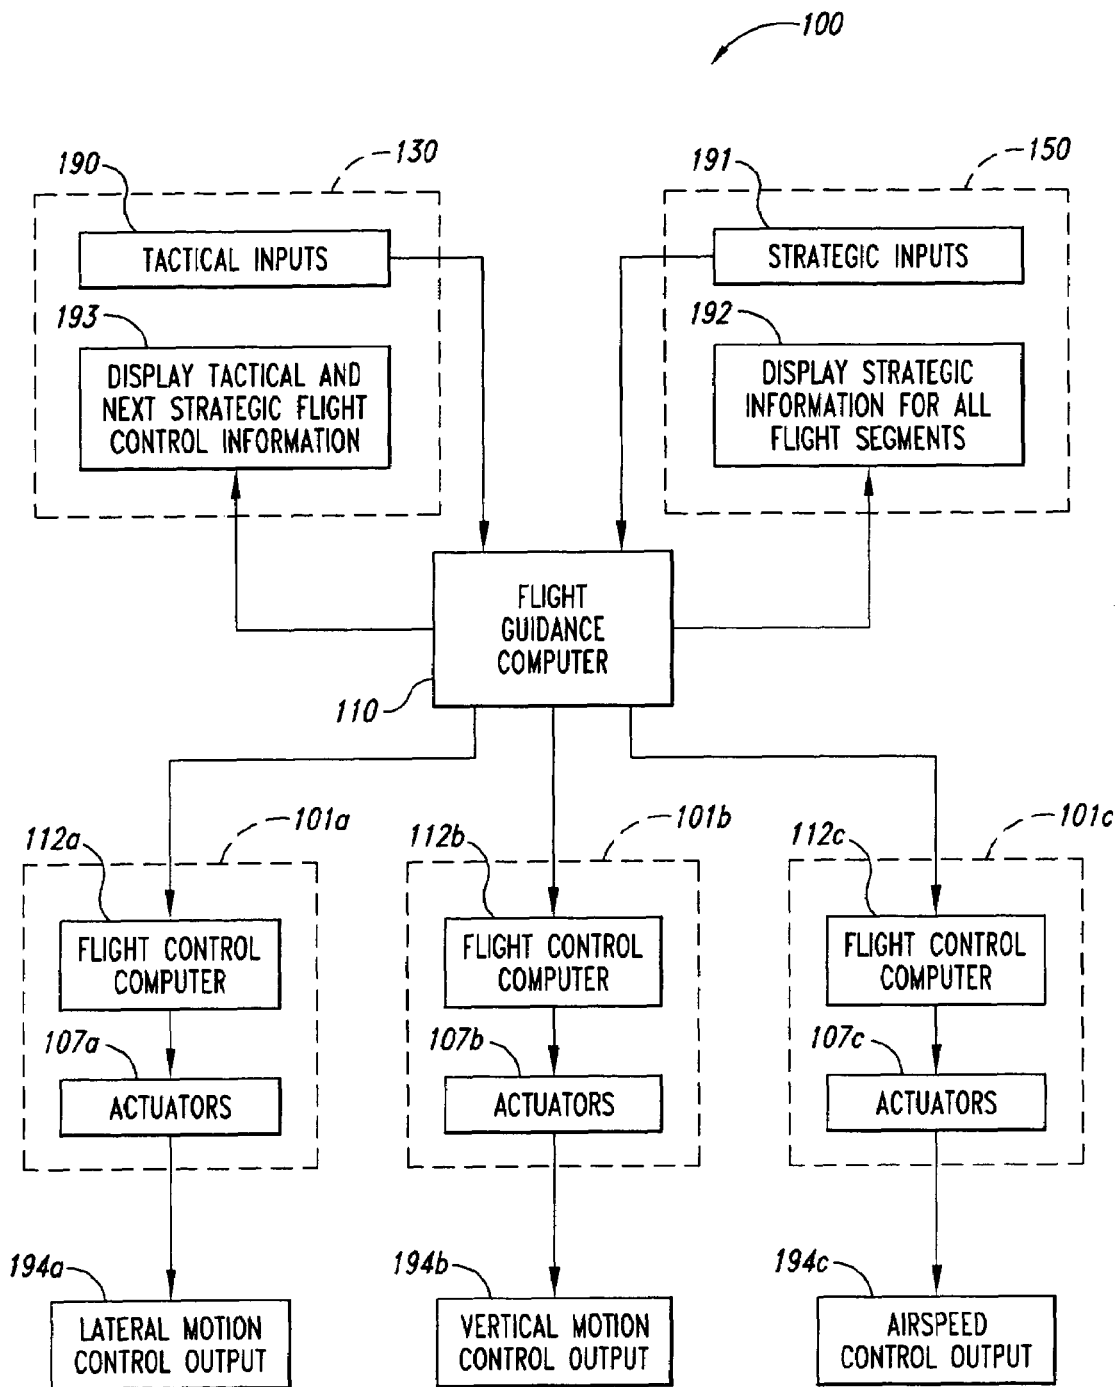 100
190
130
191
150
TACTICAL INPUTS
STRATEGIC INPUTS
193
192
DISPLAY TACTICAL AND
NEXT STRATEGIC FLIGHT
CONTROL INFORMATION
DISPLAY STRATEGIC
INFORMATION FOR ALL
FLIGHT SEGMENTS
FLIGHT
GUIDANCE
COMPUTER
110
112a
101a
112b
101b
112c
101c
FLIGHT CONTROL
COMPUTER
FLIGHT CONTROL
COMPUTER
FLIGHT CONTROL
COMPUTER
107a
107b
107c
ACTUATORS
ACTUATORS
ACTUATORS
194a
194b
194c
LATERAL MOTION
CONTROL OUTPUT
VERTICAL MOTION
CONTROL OUTPUT
AIRSPEED
CONTROL OUTPUT